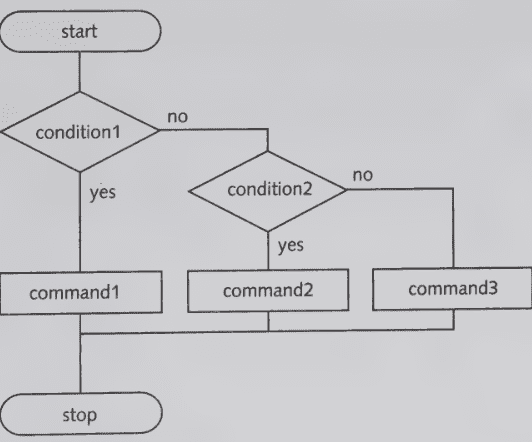 start
condition1
no
yes
condition2
no
yes
command1
command2
command3
stop